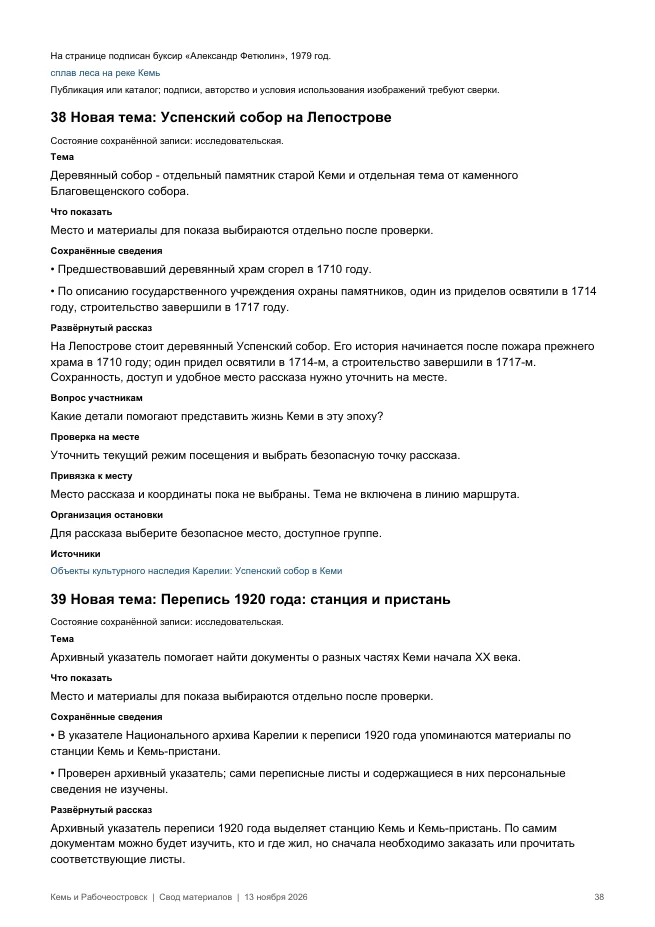 На странице подписан буксир «Александр Фетюлин», 1979 год.
сплав леса на реке Кемь
Публикация или каталог; подписи, авторство и условия использования изображений требуют сверки.
38 Новая тема: Успенский собор на Лепострове
Состояние сохранённой записи: исследовательская.
Тема
Деревянный собор - отдельный памятник старой Кеми и отдельная тема от каменного
Благовещенского собора.
Что показать
Место и материалы для показа выбираются отдельно после проверки.
Сохранённые сведения
• Предшествовавший деревянный храм сгорел в 1710 году.
• По описанию государственного учреждения охраны памятников, один из приделов освятили в 1714
году, строительство завершили в 1717 году.
Развёрнутый рассказ
На Лепострове стоит деревянный Успенский собор. Его история начинается после пожара прежнего
храма в 1710 году; один придел освятили в 1714-м, а строительство завершили в 1717-м.
Сохранность, доступ и удобное место рассказа нужно уточнить на месте.
Вопрос участникам
Какие детали помогают представить жизнь Кеми в эту эпоху?
Проверка на месте
Уточнить текущий режим посещения и выбрать безопасную точку рассказа.
Привязка к месту
Место рассказа и координаты пока не выбраны. Тема не включена в линию маршрута.
Организация остановки
Для рассказа выберите безопасное место, доступное группе.
Источники
Объекты культурного наследия Карелии: Успенский собор в Кеми
39 Новая тема: Перепись 1920 года: станция и пристань
Состояние сохранённой записи: исследовательская.
Тема
Архивный указатель помогает найти документы о разных частях Кеми начала XX века.
Что показать
Место и материалы для показа выбираются отдельно после проверки.
Сохранённые сведения
• В указателе Национального архива Карелии к переписи 1920 года упоминаются материалы по
станции Кемь и Кемь-пристани.
• Проверен архивный указатель; сами переписные листы и содержащиеся в них персональные
сведения не изучены.
Развёрнутый рассказ
Архивный указатель переписи 1920 года выделяет станцию Кемь и Кемь-пристань. По самим
документам можно будет изучить, кто и где жил, но сначала необходимо заказать или прочитать
соответствующие листы.
Кемь и Рабочеостровск | Свод материалов | 13 ноября 2026
38